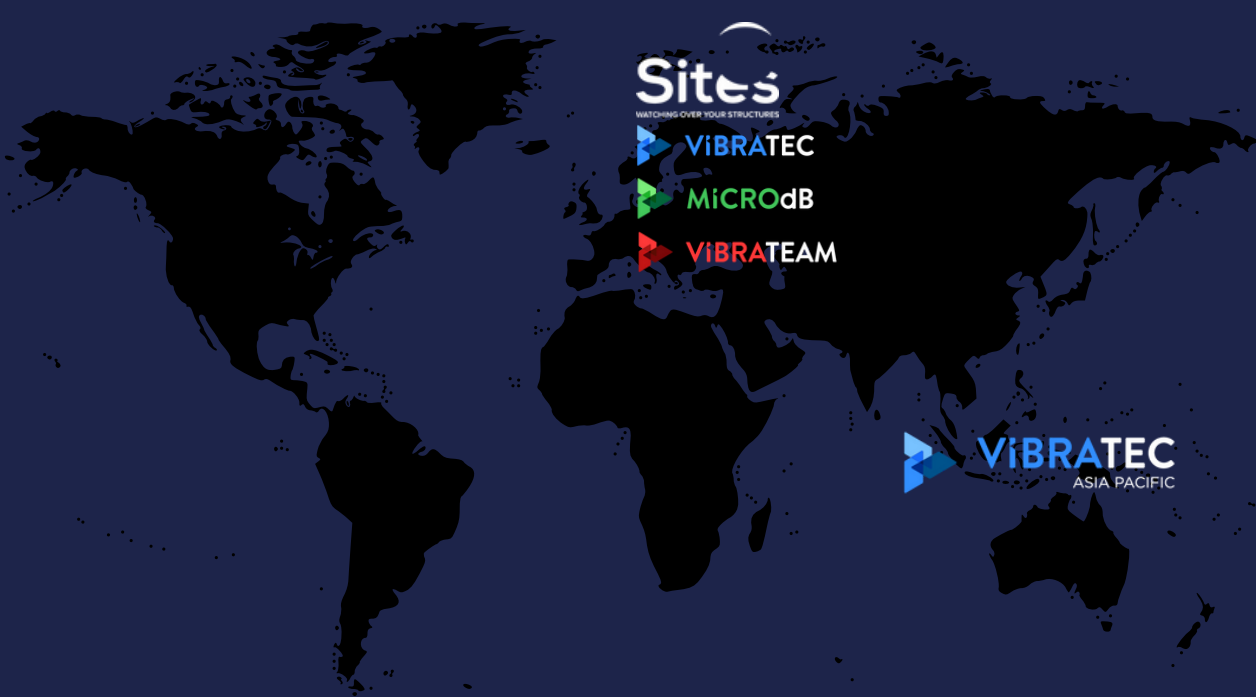 Sites
WATCHING OVER YOUR STRUCTURES
ViBRATEC
MiCROdB
ViBRATEAM
ViBRATEC
ASIA PACIFIC